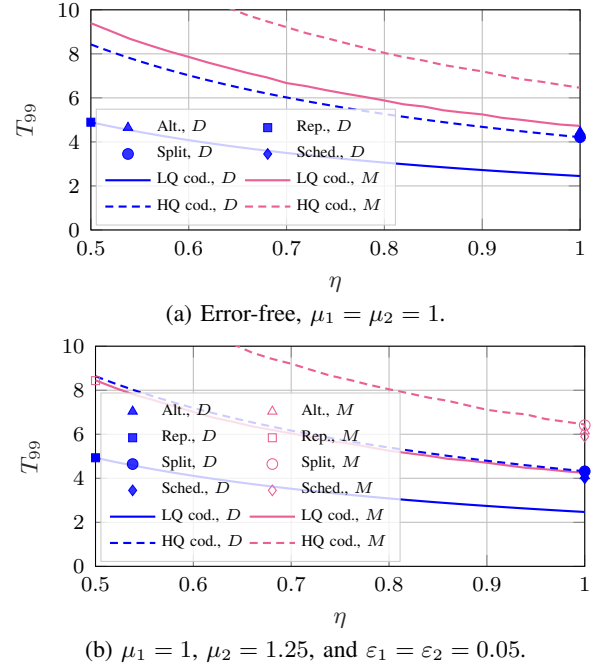 10
8
6
4
2
0
T99
Alt., D
Rep., D
Split, D
Sched., D
LQ cod., D
LQ cod., M
HQ cod., D
HQ cod., M
0.5 0.6 0.7 0.8 0.9 1
η
(a) Error-free, μ1 = μ2 = 1.
10
8
6
4
2
0
T99
Alt., D
Alt., M
Rep., D
Rep., M
Split, D
Split, M
Sched., D
Sched., M
LQ cod., D
LQ cod., M
HQ cod., D
HQ cod., M
0.5 0.6 0.7 0.8 0.9 1
η
(b) μ1 = 1, μ2 = 1.25, and ε1 = ε2 = 0.05.